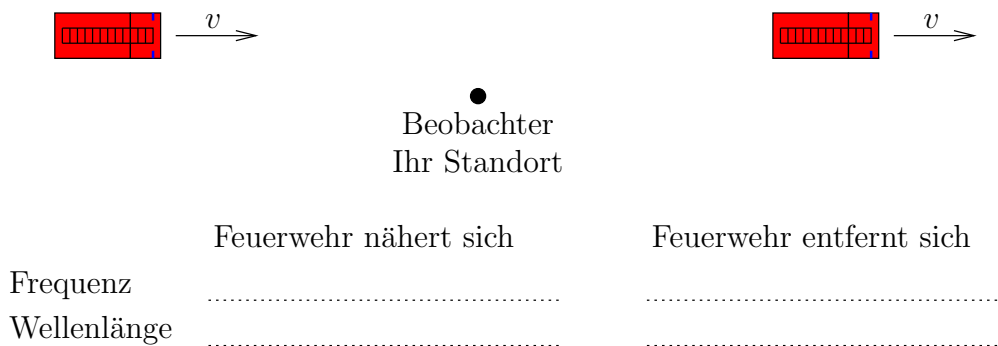 v v
Beobachter
Ihr Standort
Feuerwehr nähert sich Feuerwehr entfernt sich
Frequenz
Wellenlänge